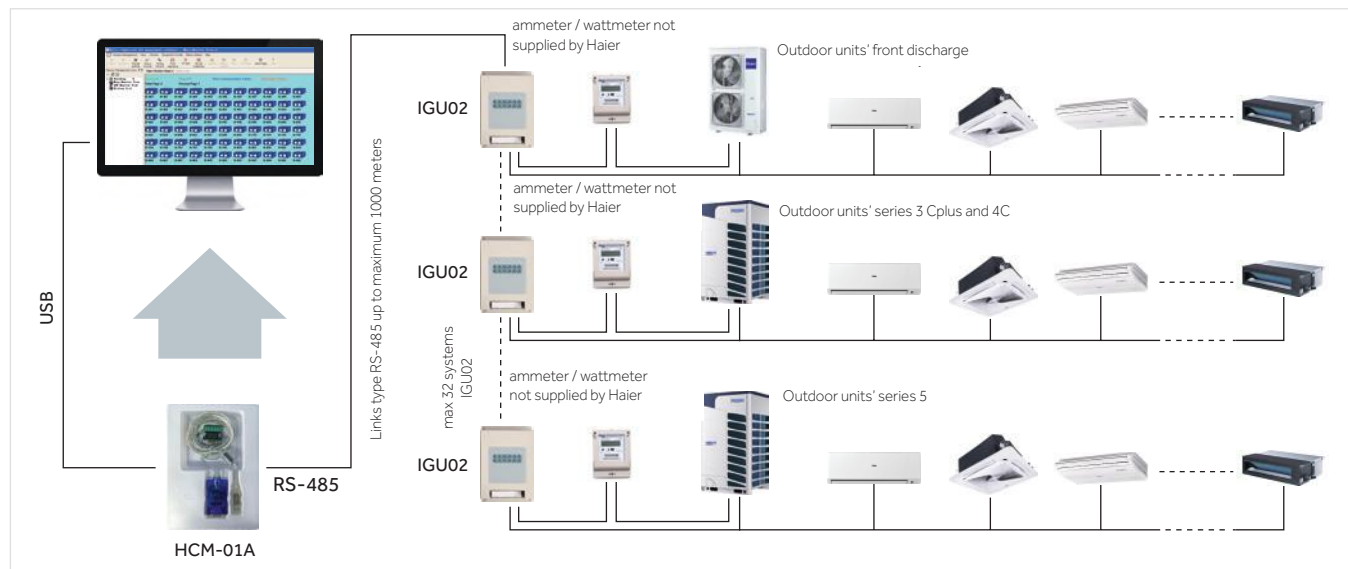 ammeter / wattmeter not
supplied by Haier
Outdoor units' front discharge
IGU02
ammeter / wattmeter not
supplied by Haier
Outdoor units' series 3 Cplus and 4C
IGU02
ammeter / wattmeter
not supplied by Haier
Outdoor units' series 5
IGU02
USB
Links type RS-485 up to maximum 1000 meters
max 32 systems
IGU02
RS-485
HCM-01A